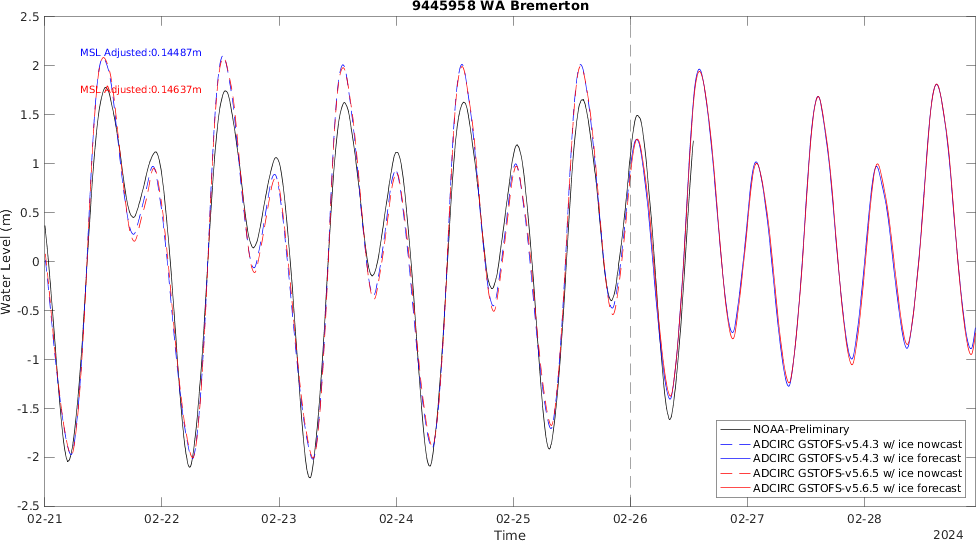 9445958 WA Bremerton
MSL Adjusted:0.14487m
MSL Adjusted:0.14637m
Water Level (m)
2.5
2
1.5
1
0.5
0
-0.5
-1
-1.5
-2
-2.5
NOAA-Preliminary
ADCIRC GSTOFS-v5.4.3 w/ ice nowcast
ADCIRC GSTOFS-v5.4.3 w/ ice forecast
ADCIRC GSTOFS-v5.6.5 w/ ice nowcast
ADCIRC GSTOFS-v5.6.5 w/ ice forecast
02-21 02-22 02-23 02-24 02-25 02-26 02-27 02-28
Time
2024